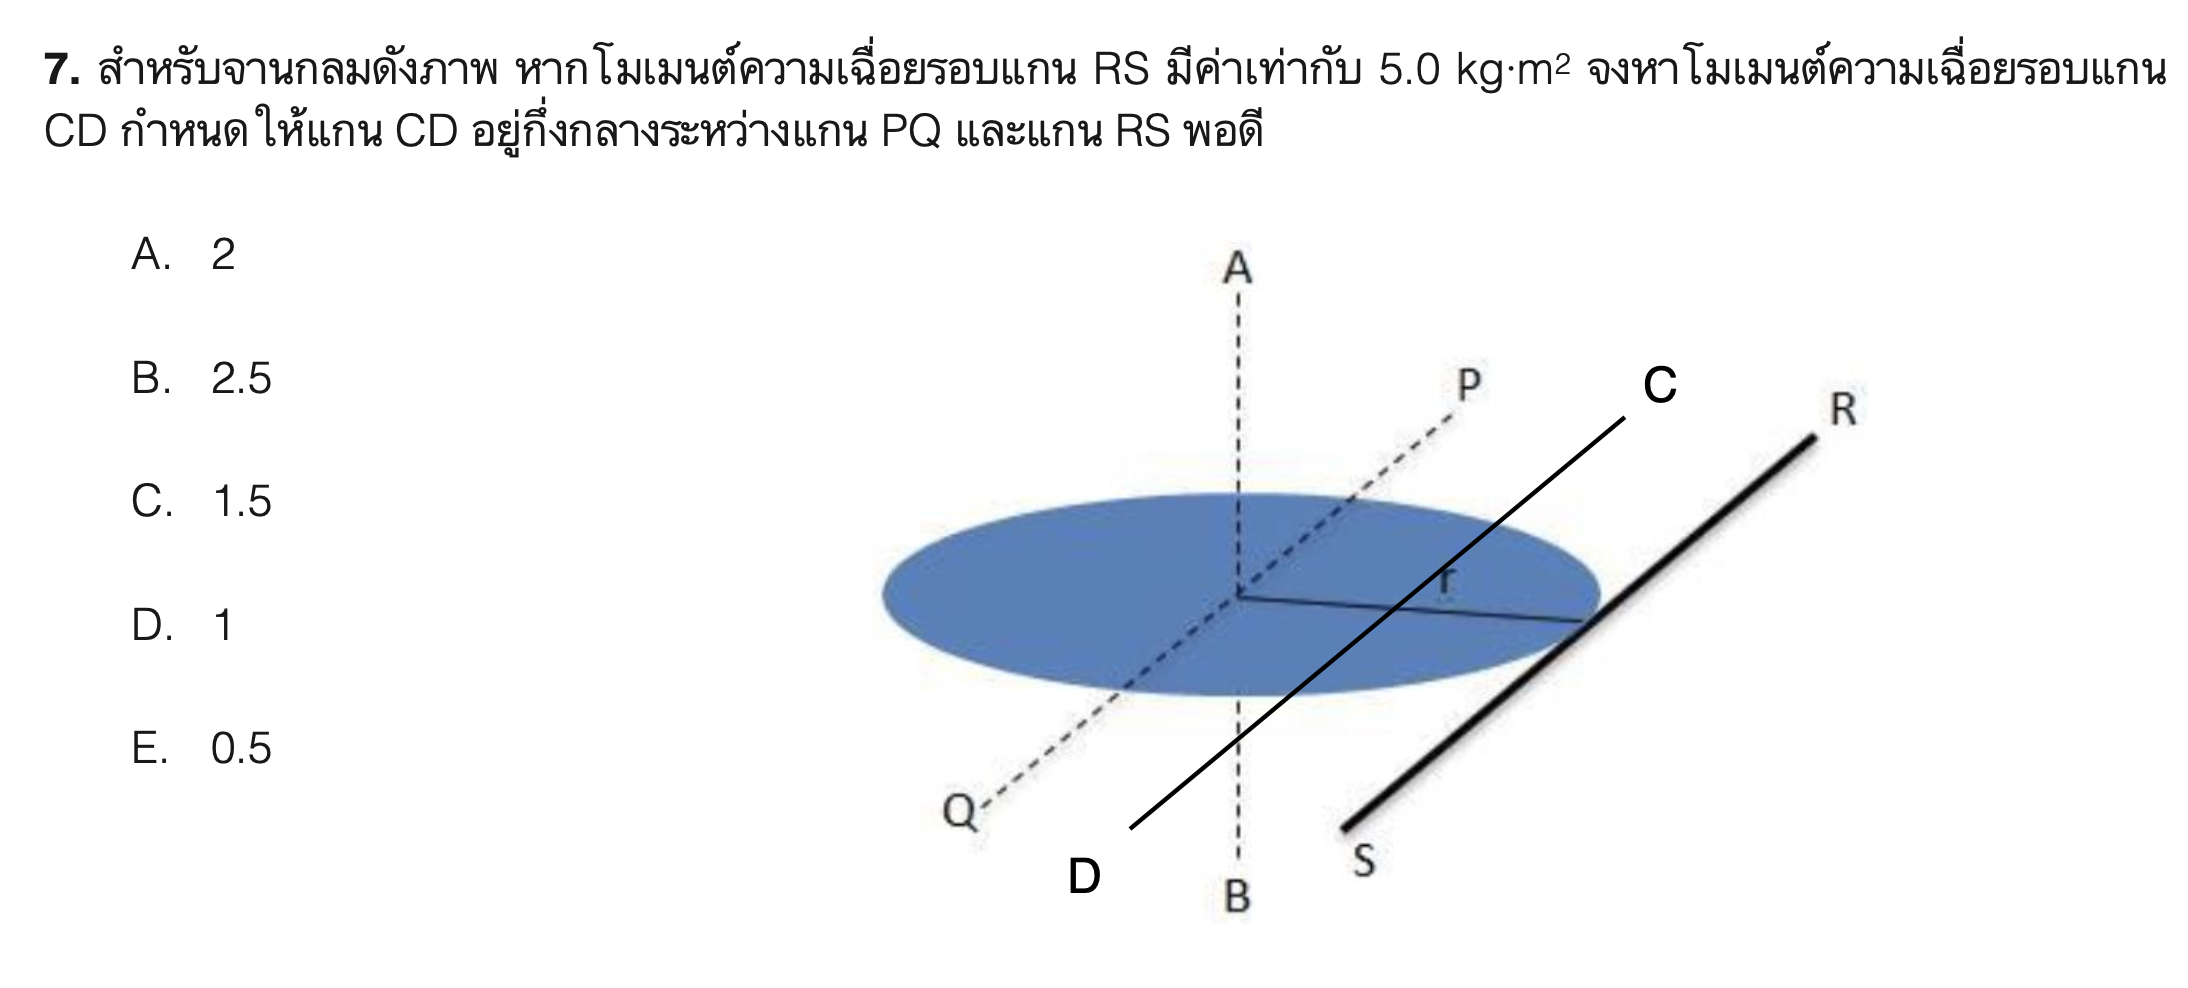 7. สำหรับจานกลมดังภาพ หากโมเมนต์ความเฉื่อยรอบแกน RS มีค่าเท่ากับ 5.0 kg·m² จงหาโมเมนต์ความเฉื่อยรอบแกน
CD กำหนดให้แกน CD อยู่กึ่งกลางระหว่างแกน PQ และแกน RS พอดี
A. 2
B. 2.5
C. 1.5
D. 1
E. 0.5
A
P
C
R
r
Q
D
B
S